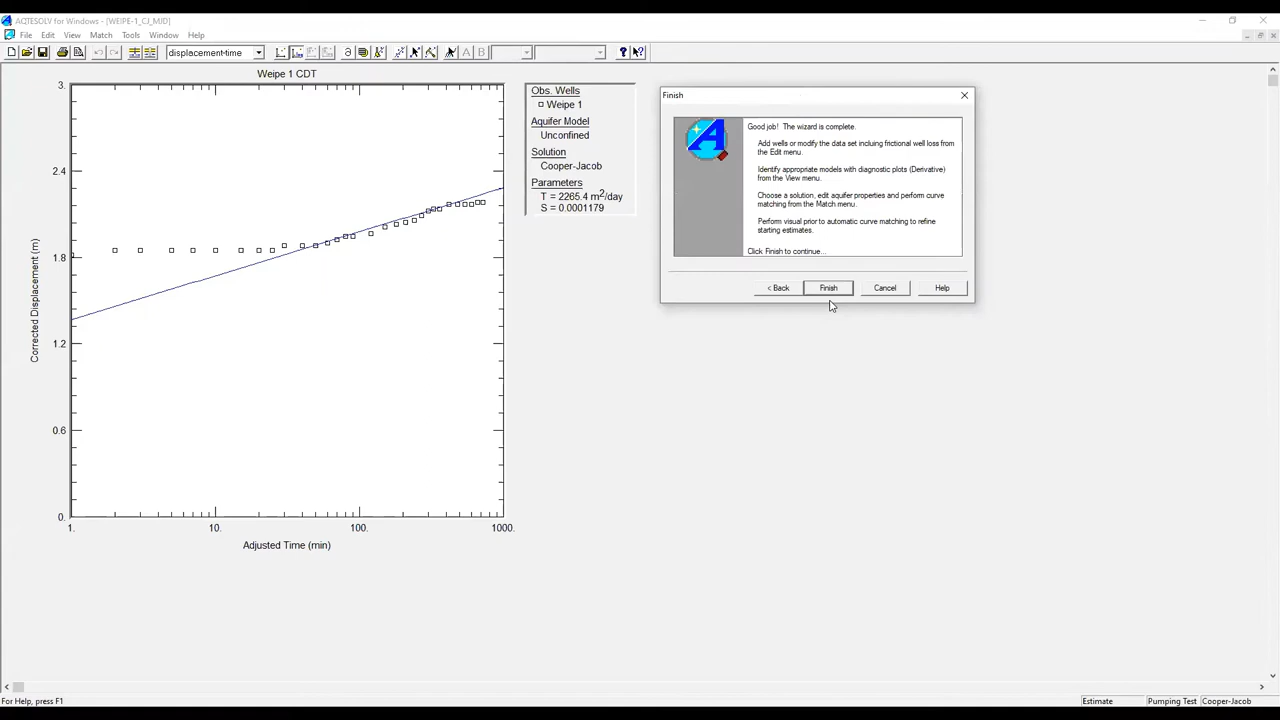 AQTESOLV for Windows - [WEIPE-1_CJ_MJD]
File Edit View Match Tools Window Help
displacement-time
Weipe 1 CDT
3.
2.4
1.8
1.2
0.6
0.
Corrected Displacement (m)
1. 10. 100. 1000.
Adjusted Time (min)
Obs. Wells
Weipe 1
Aquifer Model
Unconfined
Solution
Cooper-Jacob
Parameters
T = 2265.4 m²/day
S = 0.0001179
Finish
Good job! The wizard is complete.
Add wells or modify the data set incluing frictional well loss from
the Edit menu.
Identify appropriate models with diagnostic plots (Derivative)
from the View menu.
Choose a solution, edit aquifer properties and perform curve
matching from the Match menu.
Perform visual prior to automatic curve matching to refine
starting estimates.
Click Finish to continue...
< Back Finish Cancel Help
For Help, press F1
Estimate Pumping Test Cooper-Jacob